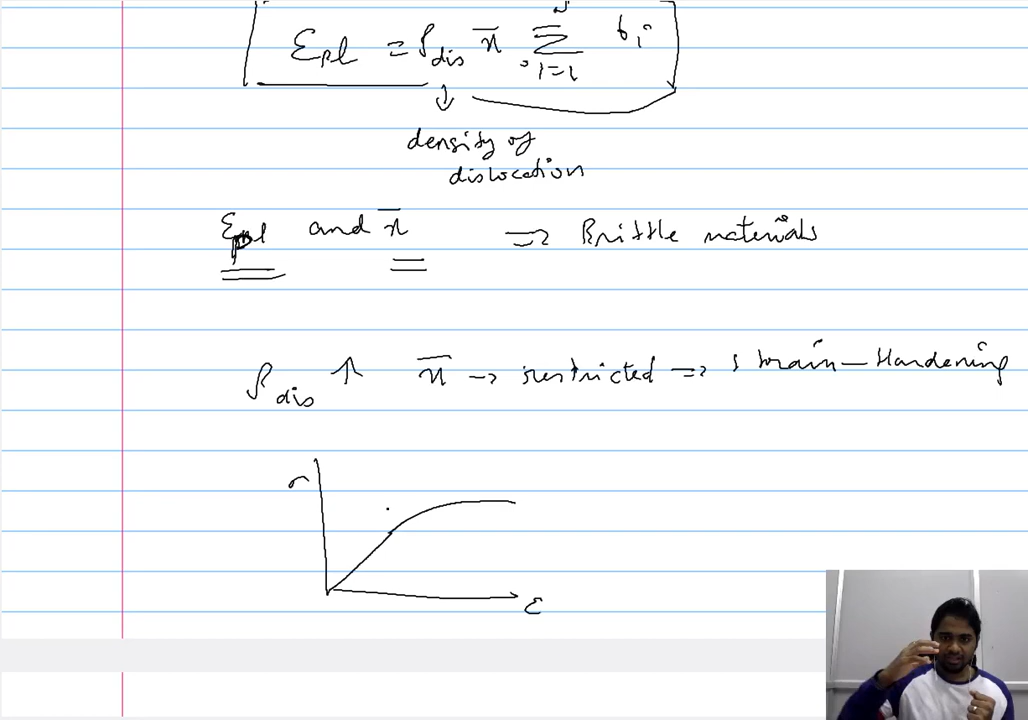 εpl = ρdis x̄ Σ i=1 bi
density of
dislocation
εpl and x̄ ⇒ Brittle materials
ρdis ↑ x̄ → restricted ⇒ strain-Hardening
σ
ε